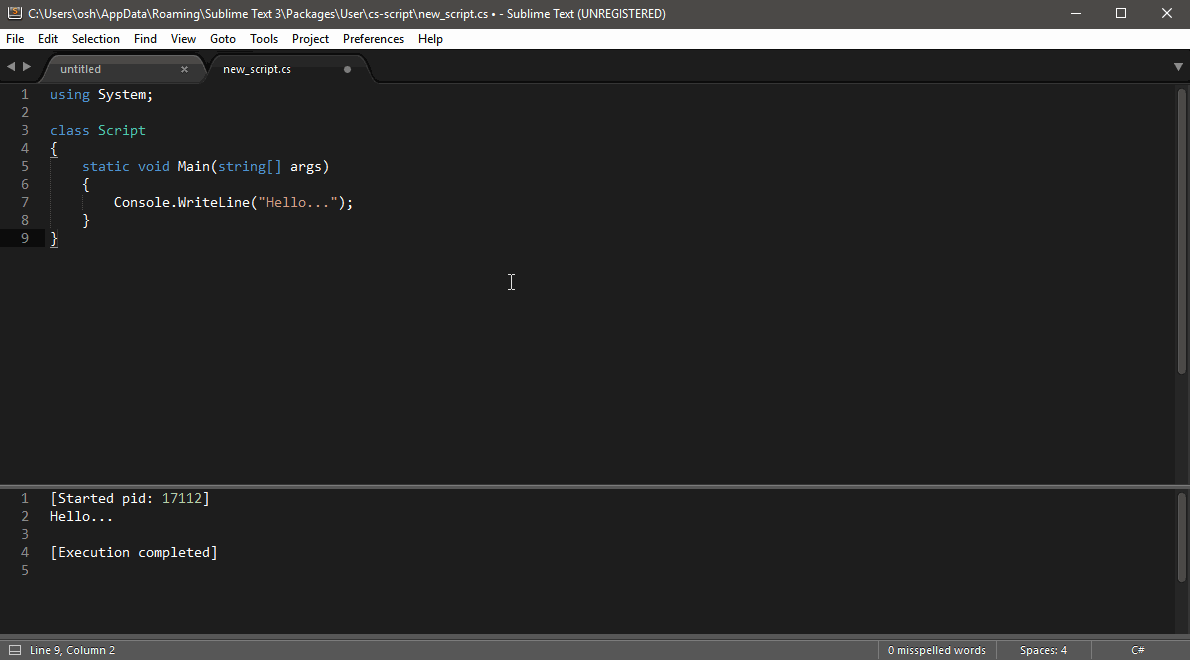 C:\Users\osh\AppData\Roaming\Sublime Text 3\Packages\User\cs-script\new_script.cs • - Sublime Text (UNREGISTERED)
File Edit Selection Find View Goto Tools Project Preferences Help
untitled new_script.cs
1 using System;
2
3 class Script
4 {
5 static void Main(string[] args)
6 {
7 Console.WriteLine("Hello...");
8 }
9 }
1 [Started pid: 17112]
2 Hello...
3
4 [Execution completed]
5
Line 9, Column 2 0 misspelled words Spaces: 4 C#